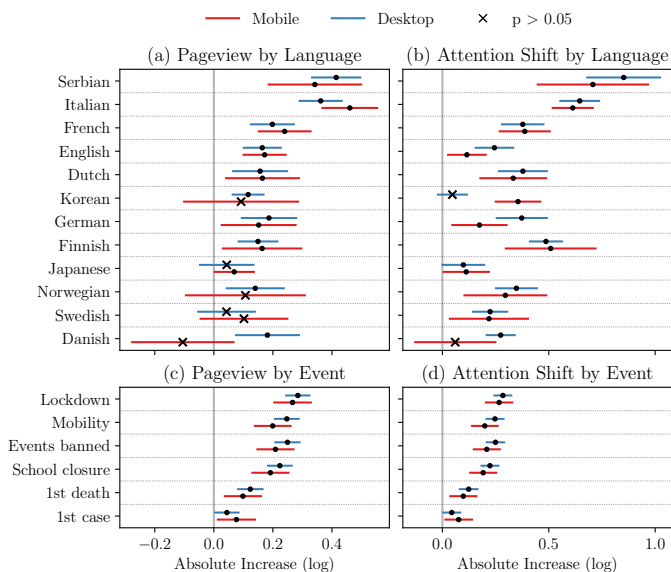 Mobile Desktop p > 0.05
(a) Pageview by Language (b) Attention Shift by Language
Serbian
Italian
French
English
Dutch
Korean
German
Finnish
Japanese
Norwegian
Swedish
Danish
(c) Pageview by Event (d) Attention Shift by Event
Lockdown
Mobility
Events banned
School closure
1st death
1st case
−0.2 0.0 0.2 0.4 0.0 0.5 1.0
Absolute Increase (log) Absolute Increase (log)